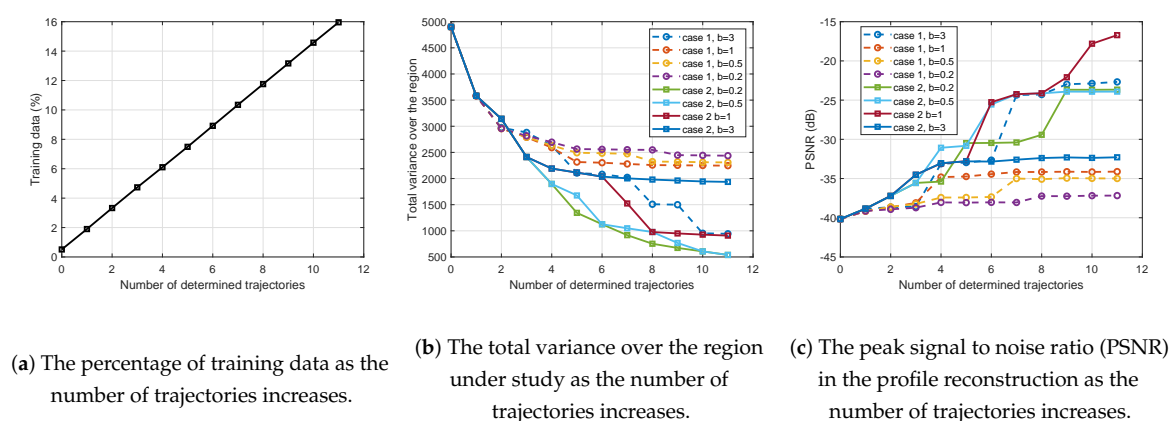 16
14
12
10
8
6
4
2
0
Training data (%)
0 2 4 6 8 10 12
Number of determined trajectories
5000
4500
4000
3500
3000
2500
2000
1500
1000
500
Total variance over the region
case 1, b=3
case 1, b=1
case 1, b=0.5
case 1, b=0.2
case 2, b=0.2
case 2, b=0.5
case 2 b=1
case 2, b=3
0 2 4 6 8 10 12
Number of determined trajectories
-15
-20
-25
-30
-35
-40
-45
PSNR (dB)
case 1, b=3
case 1, b=1
case 1, b=0.5
case 1, b=0.2
case 2, b=0.2
case 2, b=0.5
case 2 b=1
case 2, b=3
0 2 4 6 8 10 12
Number of determined trajectories
(a) The percentage of training data as the
number of trajectories increases.
(b) The total variance over the region
under study as the number of
trajectories increases.
(c) The peak signal to noise ratio (PSNR)
in the profile reconstruction as the
number of trajectories increases.